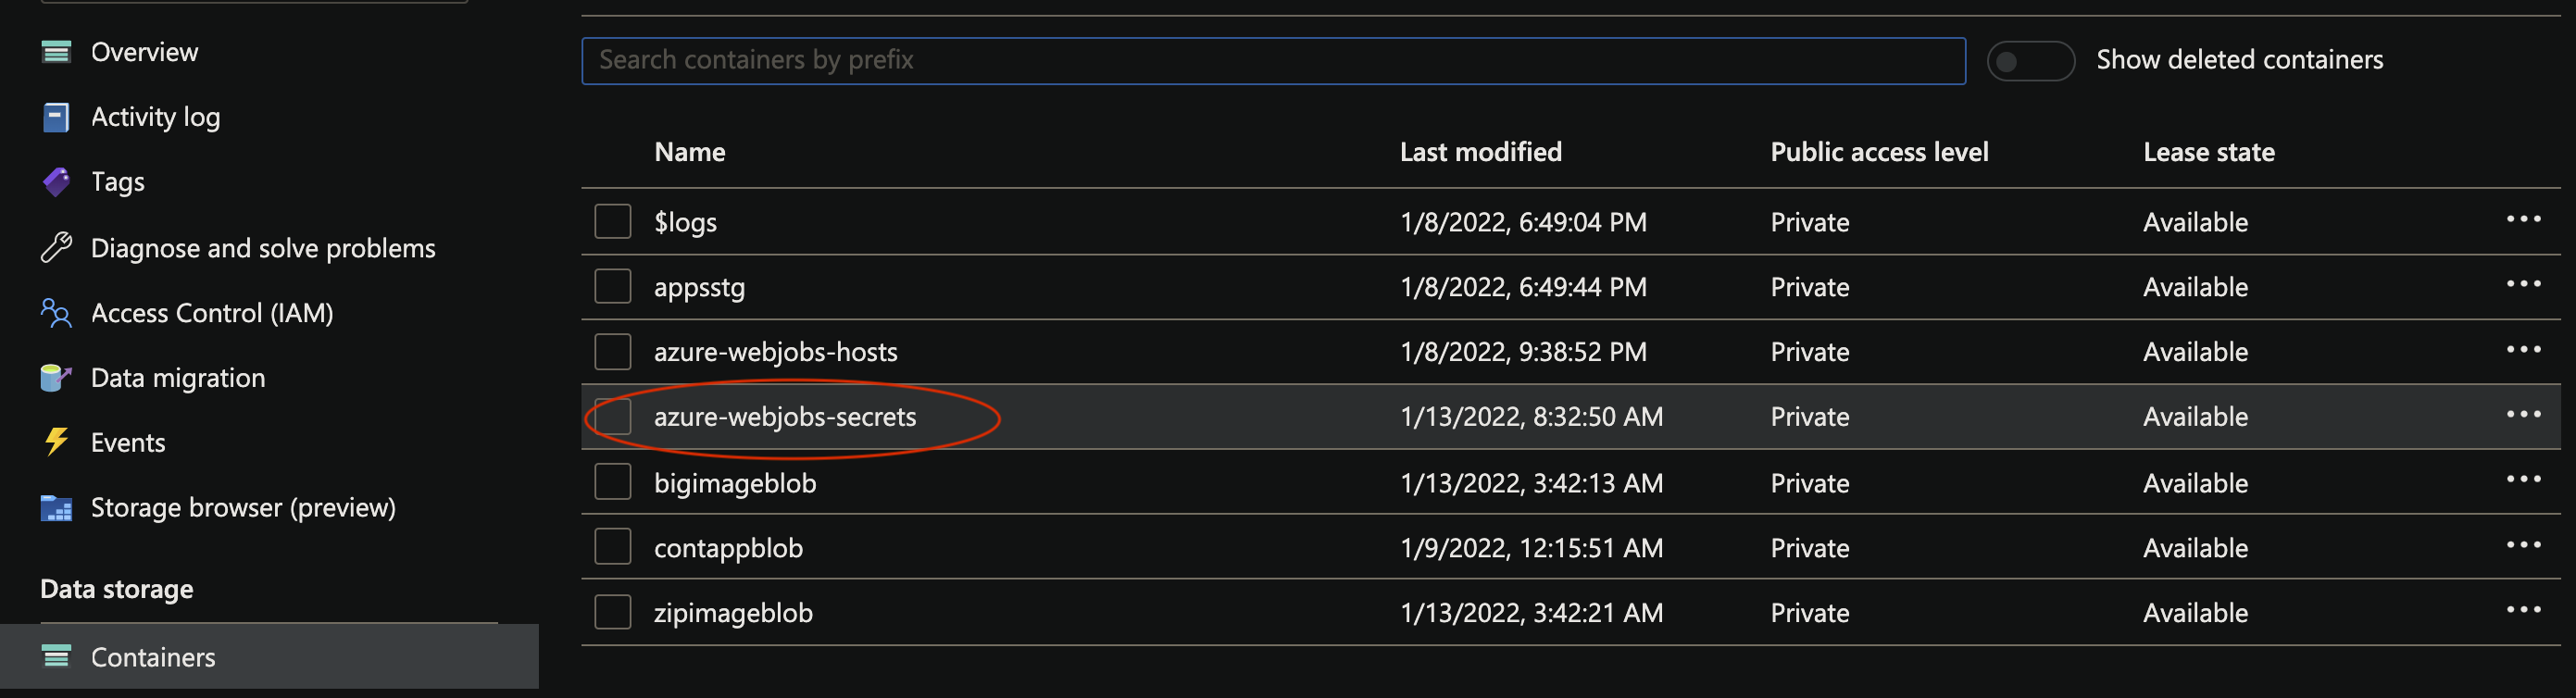 Overview
Activity log
Tags
Diagnose and solve problems
Access Control (IAM)
Data migration
Events
Storage browser (preview)
Data storage
Containers
Search containers by prefix
Show deleted containers
Name Last modified Public access level Lease state
$logs 1/8/2022, 6:49:04 PM Private Available
appsstg 1/8/2022, 6:49:44 PM Private Available
azure-webjobs-hosts 1/8/2022, 9:38:52 PM Private Available
azure-webjobs-secrets 1/13/2022, 8:32:50 AM Private Available
bigimageblob 1/13/2022, 3:42:13 AM Private Available
contappblob 1/9/2022, 12:15:51 AM Private Available
zipimageblob 1/13/2022, 3:42:21 AM Private Available